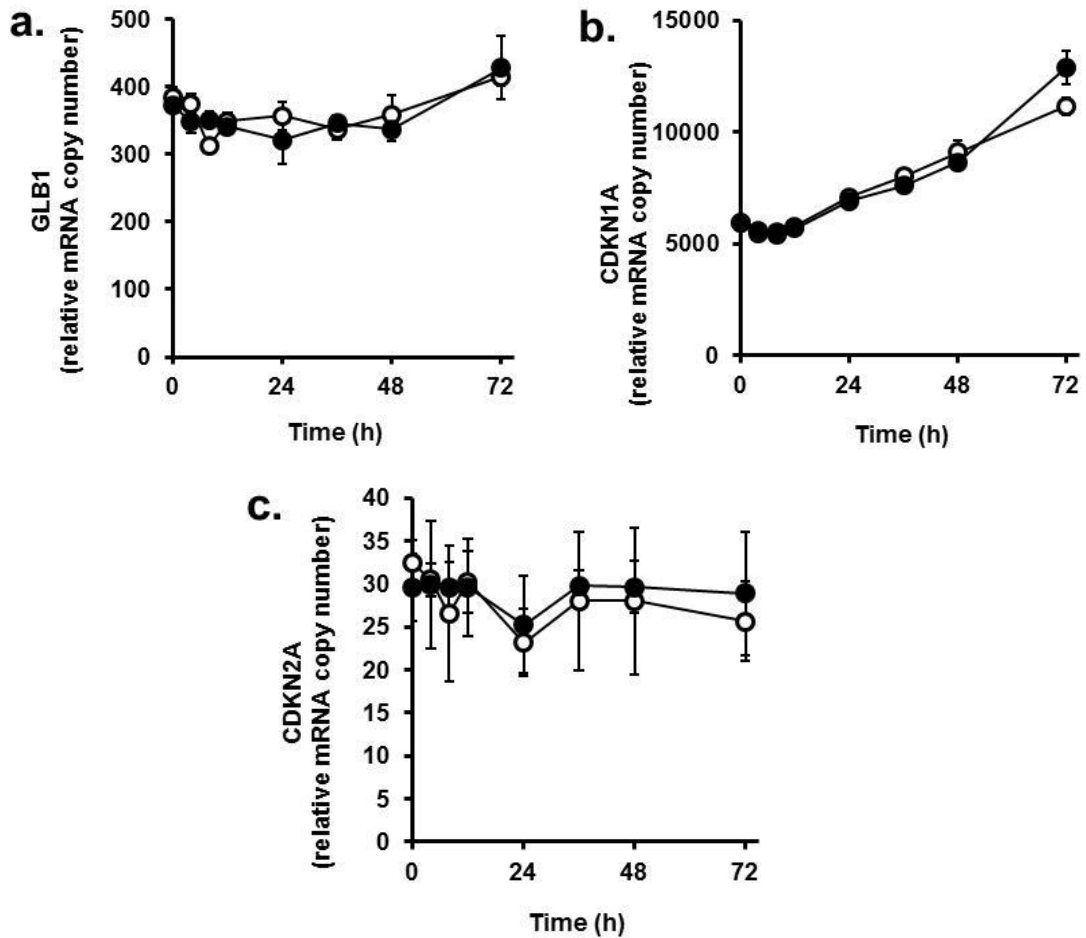 a.
500
400
300
200
100
0
GLB1
(relative mRNA copy number)
0 24 48 72
Time (h)
b.
15000
10000
5000
0
CDKN1A
(relative mRNA copy number)
0 24 48 72
Time (h)
c.
40
35
30
25
20
15
10
5
0
CDKN2A
(relative mRNA copy number)
0 24 48 72
Time (h)